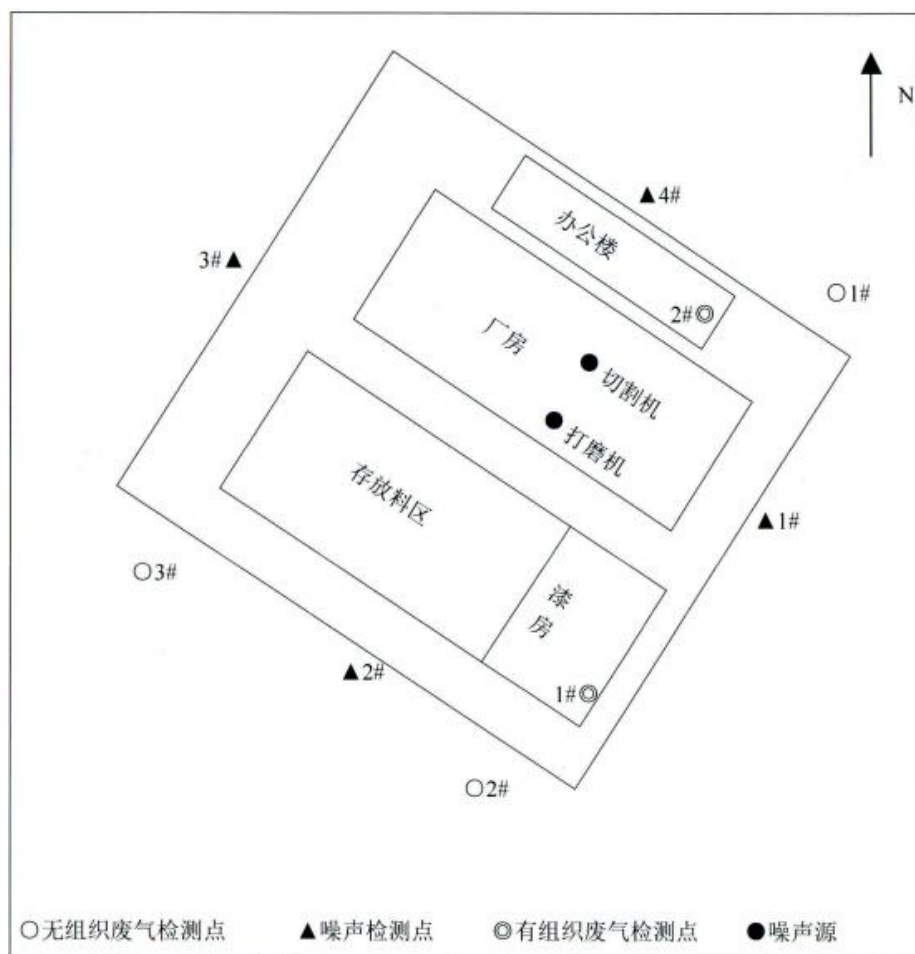 N
▲4#
办公楼
3#▲
○1#
2#◎
厂房
●切割机
●打磨机
存放料区
▲1#
○3#
漆
房
▲2#
1#◎
○2#
○无组织废气检测点 ▲噪声检测点 ◎有组织废气检测点 ●噪声源